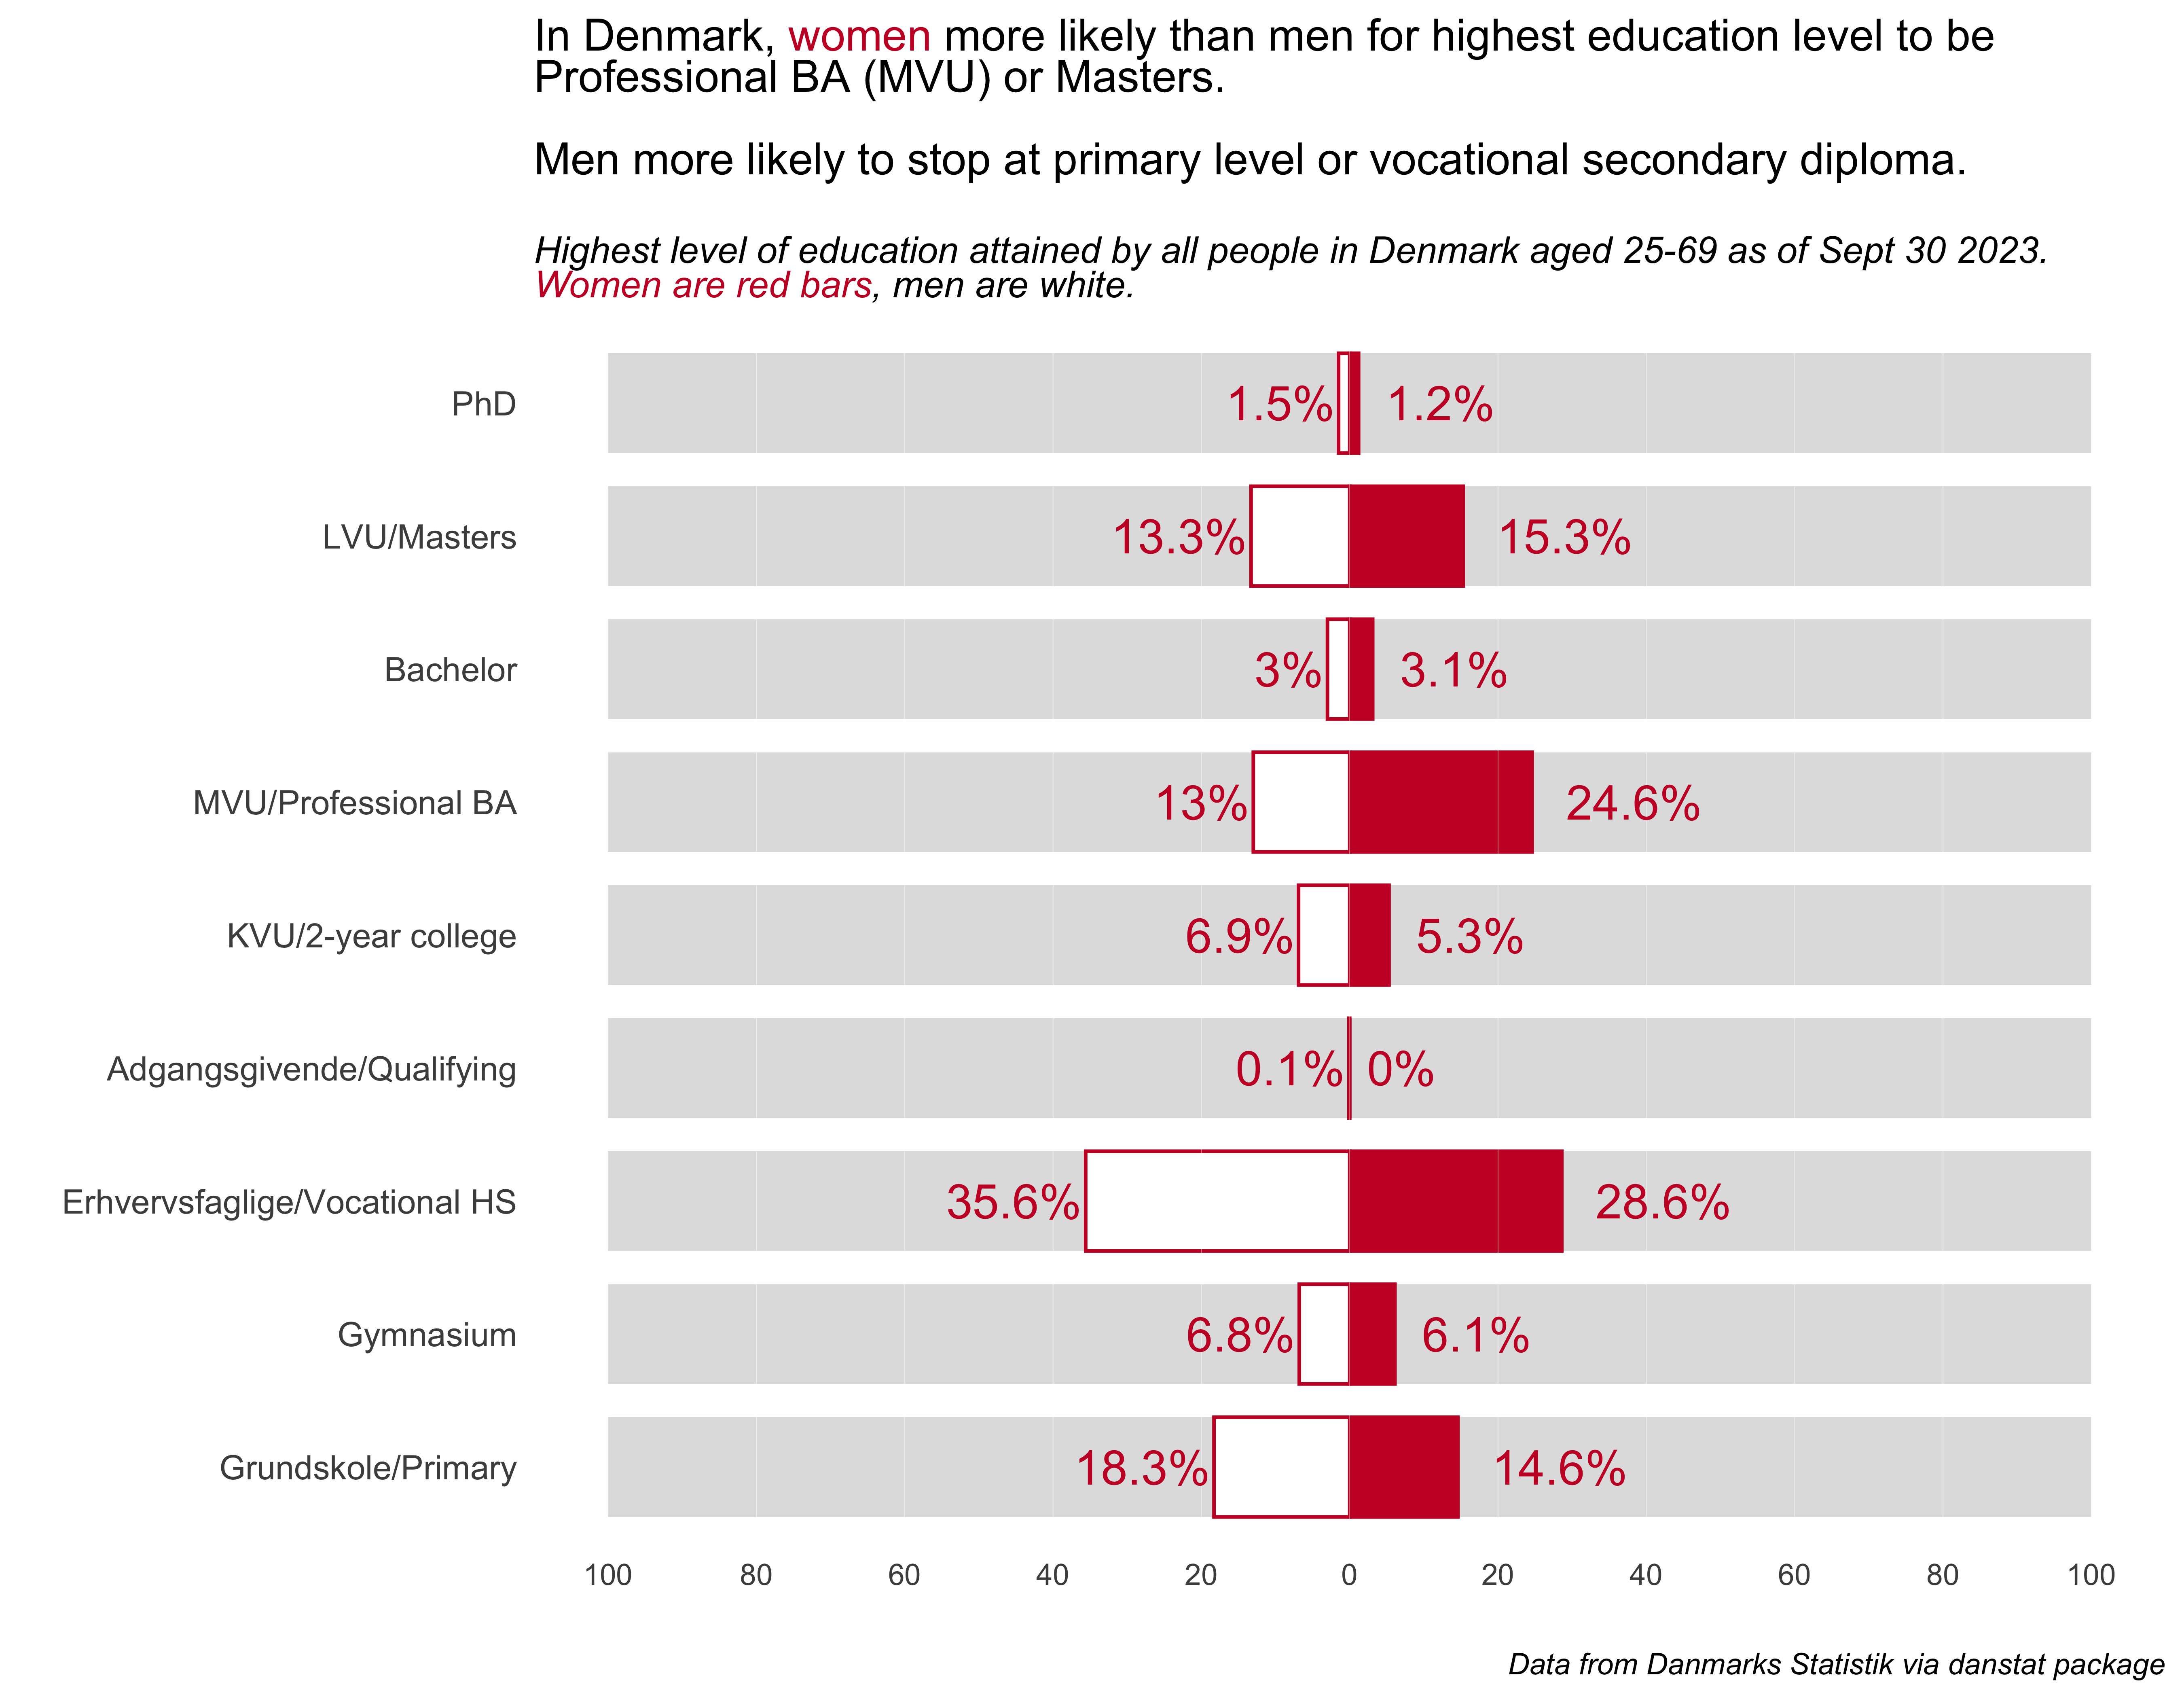 In Denmark, women more likely than men for highest education level to be
Professional BA (MVU) or Masters.
Men more likely to stop at primary level or vocational secondary diploma.
Highest level of education attained by all people in Denmark aged 25-69 as of Sept 30 2023.
Women are red bars, men are white.
PhD 1.5% 1.2%
LVU/Masters 13.3% 15.3%
Bachelor 3% 3.1%
MVU/Professional BA 13% 24.6%
KVU/2-year college 6.9% 5.3%
Adgangsgivende/Qualifying 0.1% 0%
Erhvervsfaglige/Vocational HS 35.6% 28.6%
Gymnasium 6.8% 6.1%
Grundskole/Primary 18.3% 14.6%
100 80 60 40 20 0 20 40 60 80 100
Data from Danmarks Statistik via danstat package